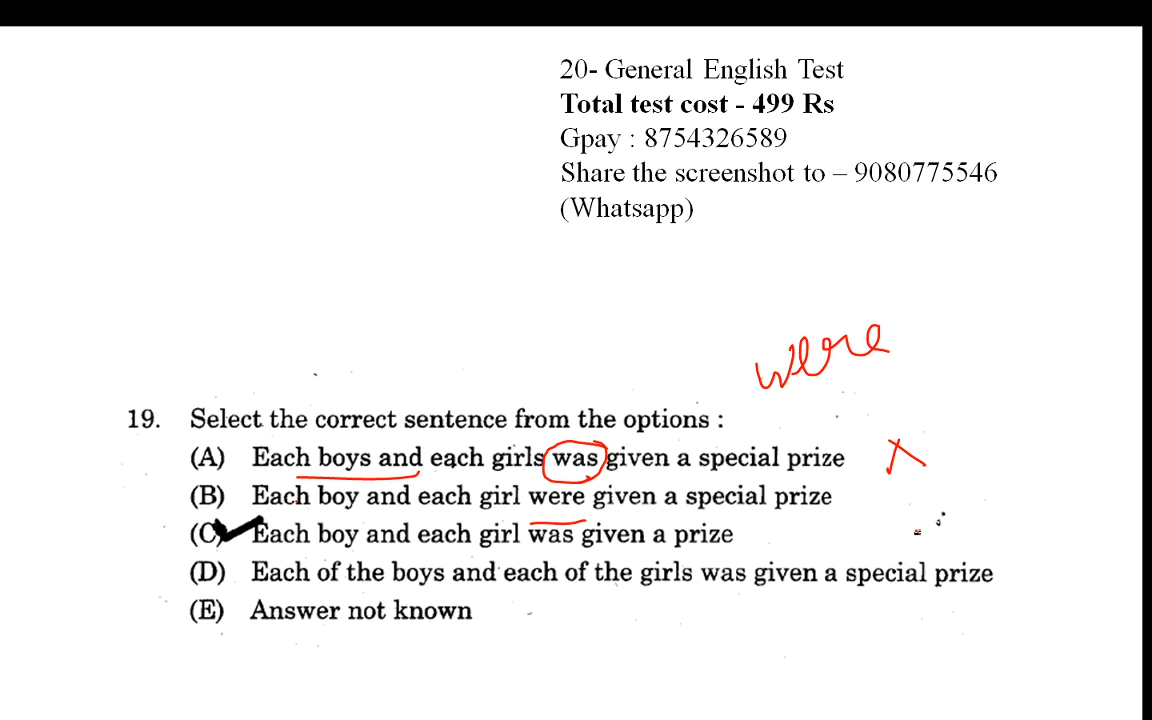 20- General English Test
Total test cost - 499 Rs
Gpay : 8754326589
Share the screenshot to – 9080775546
(Whatsapp)
were
19. Select the correct sentence from the options :
(A) Each boys and each girls was given a special prize
(B) Each boy and each girl were given a special prize
(C) Each boy and each girl was given a prize
(D) Each of the boys and each of the girls was given a special prize
(E) Answer not known